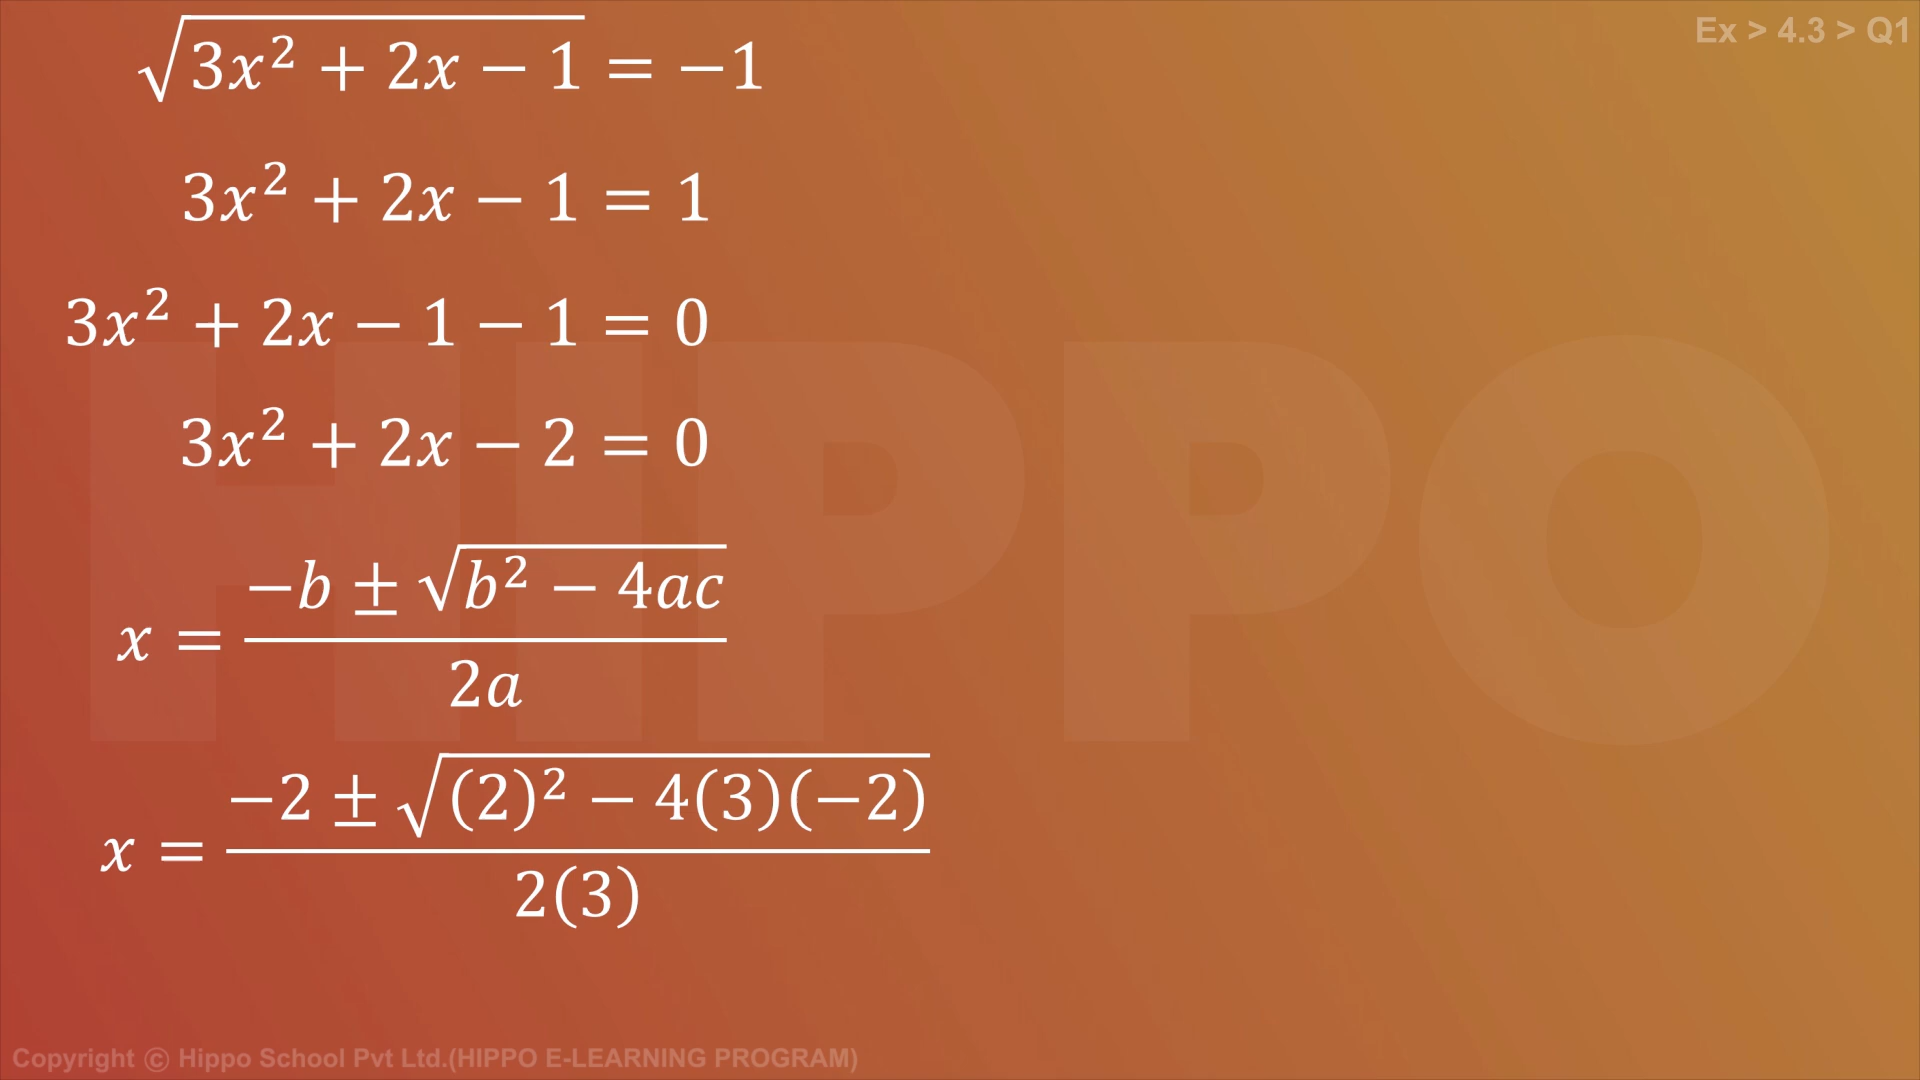 Ex > 4.3 > Q1
√(3x² + 2x − 1) = −1
3x² + 2x − 1 = 1
3x² + 2x − 1 − 1 = 0
3x² + 2x − 2 = 0
x = (−b ± √(b² − 4ac)) / 2a
x = (−2 ± √((2)² − 4(3)(−2))) / 2(3)
HIPPO
Copyright © Hippo School Pvt Ltd.(HIPPO E-LEARNING PROGRAM)